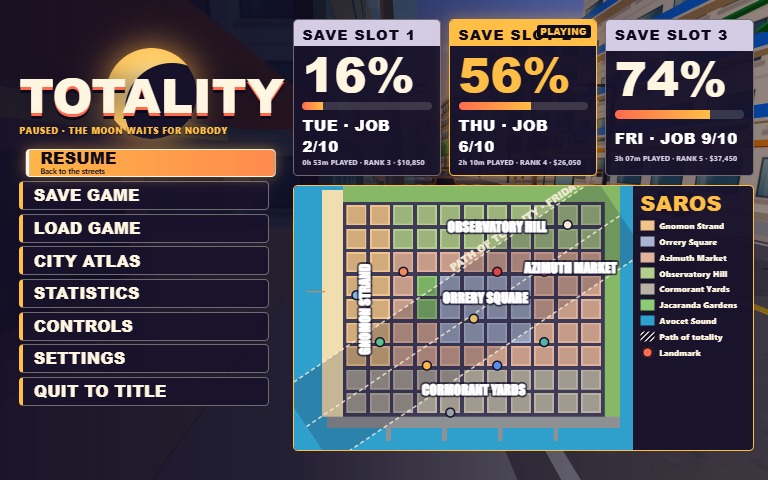 TOTALITY
PAUSED · THE MOON WAITS FOR NOBODY
RESUME
Back to the streets
SAVE GAME
LOAD GAME
CITY ATLAS
STATISTICS
CONTROLS
SETTINGS
QUIT TO TITLE
SAVE SLOT 1
16%
TUE · JOB
2/10
0h 53m PLAYED · RANK 3 · $10,850
SAVE SLOT 2
PLAYING
56%
THU · JOB
6/10
2h 10m PLAYED · RANK 4 · $26,050
SAVE SLOT 3
74%
FRI · JOB 9/10
3h 07m PLAYED · RANK 5 · $37,450
PATH OF TOTALITY · FRIDAY
OBSERVATORY HILL
AZIMUTH MARKET
GNOMON STRAND
ORRERY SQUARE
CORMORANT YARDS
SAROS
Gnomon Strand
Orrery Square
Azimuth Market
Observatory Hill
Cormorant Yards
Jacaranda Gardens
Avocet Sound
Path of totality
Landmark